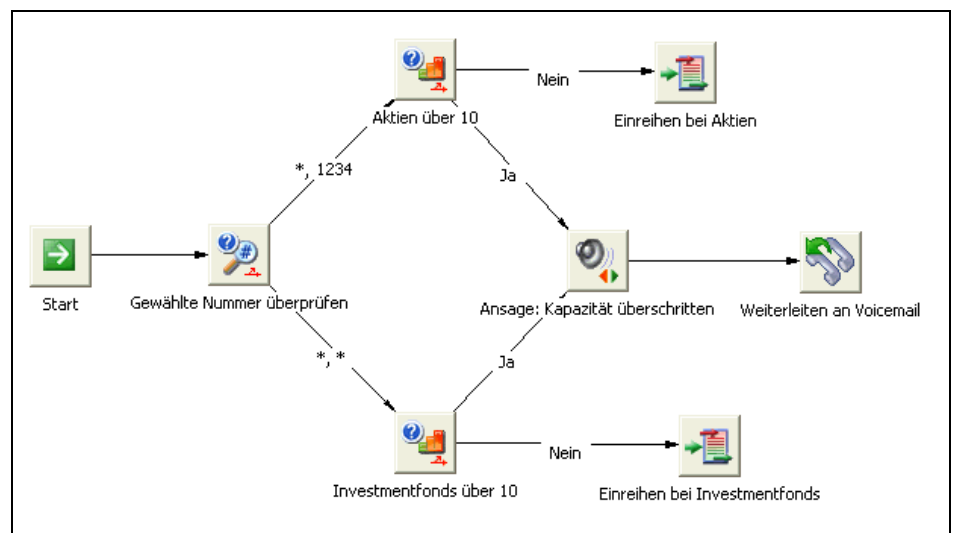 Nein
Aktien über 10
Einreihen bei Aktien
*, 1234
Ja
Start
Gewählte Nummer überprüfen
Ansage: Kapazität überschritten
Weiterleiten an Voicemail
*, *
Ja
Nein
Investmentfonds über 10
Einreihen bei Investmentfonds